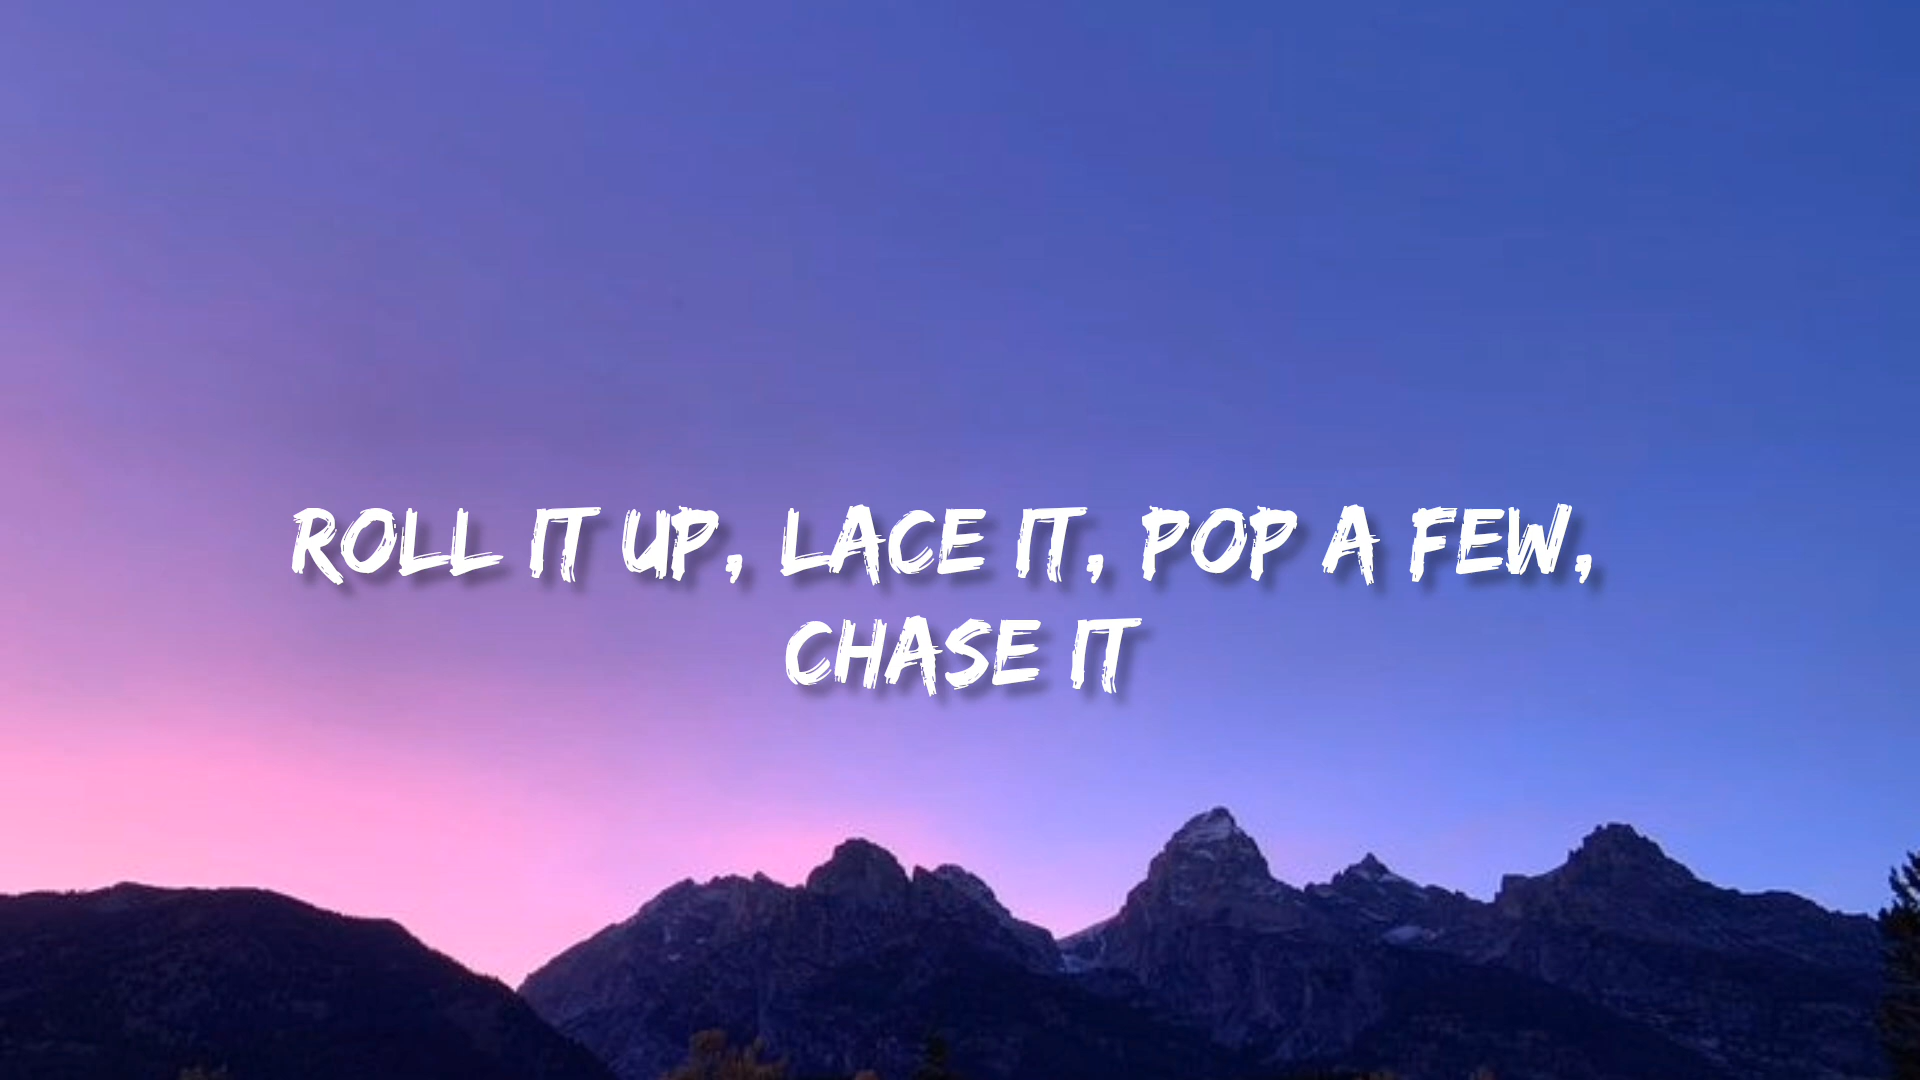 ROLL IT UP, LACE IT, POP A FEW,
CHASE IT